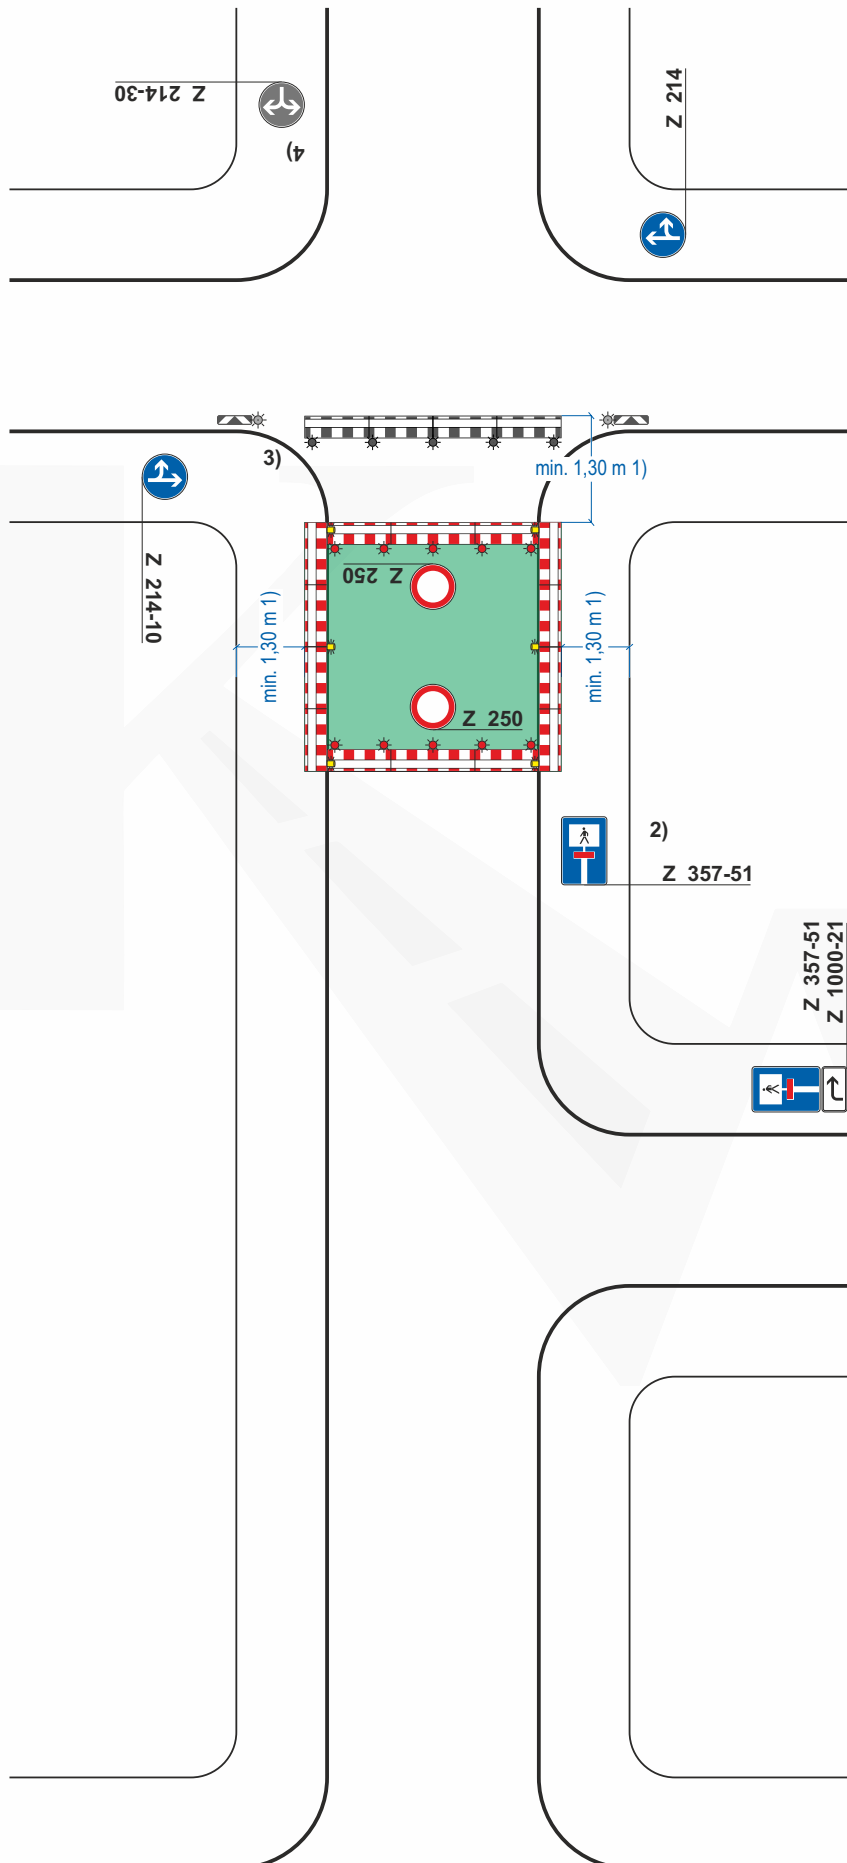 Z 214-30
4)
Z 214
3)
min. 1,30 m 1)
Z 214-10
Z 250
min. 1,30 m 1)
min. 1,30 m 1)
Z 250
2)
Z 357-51
Z 357-51
Z 1000-21